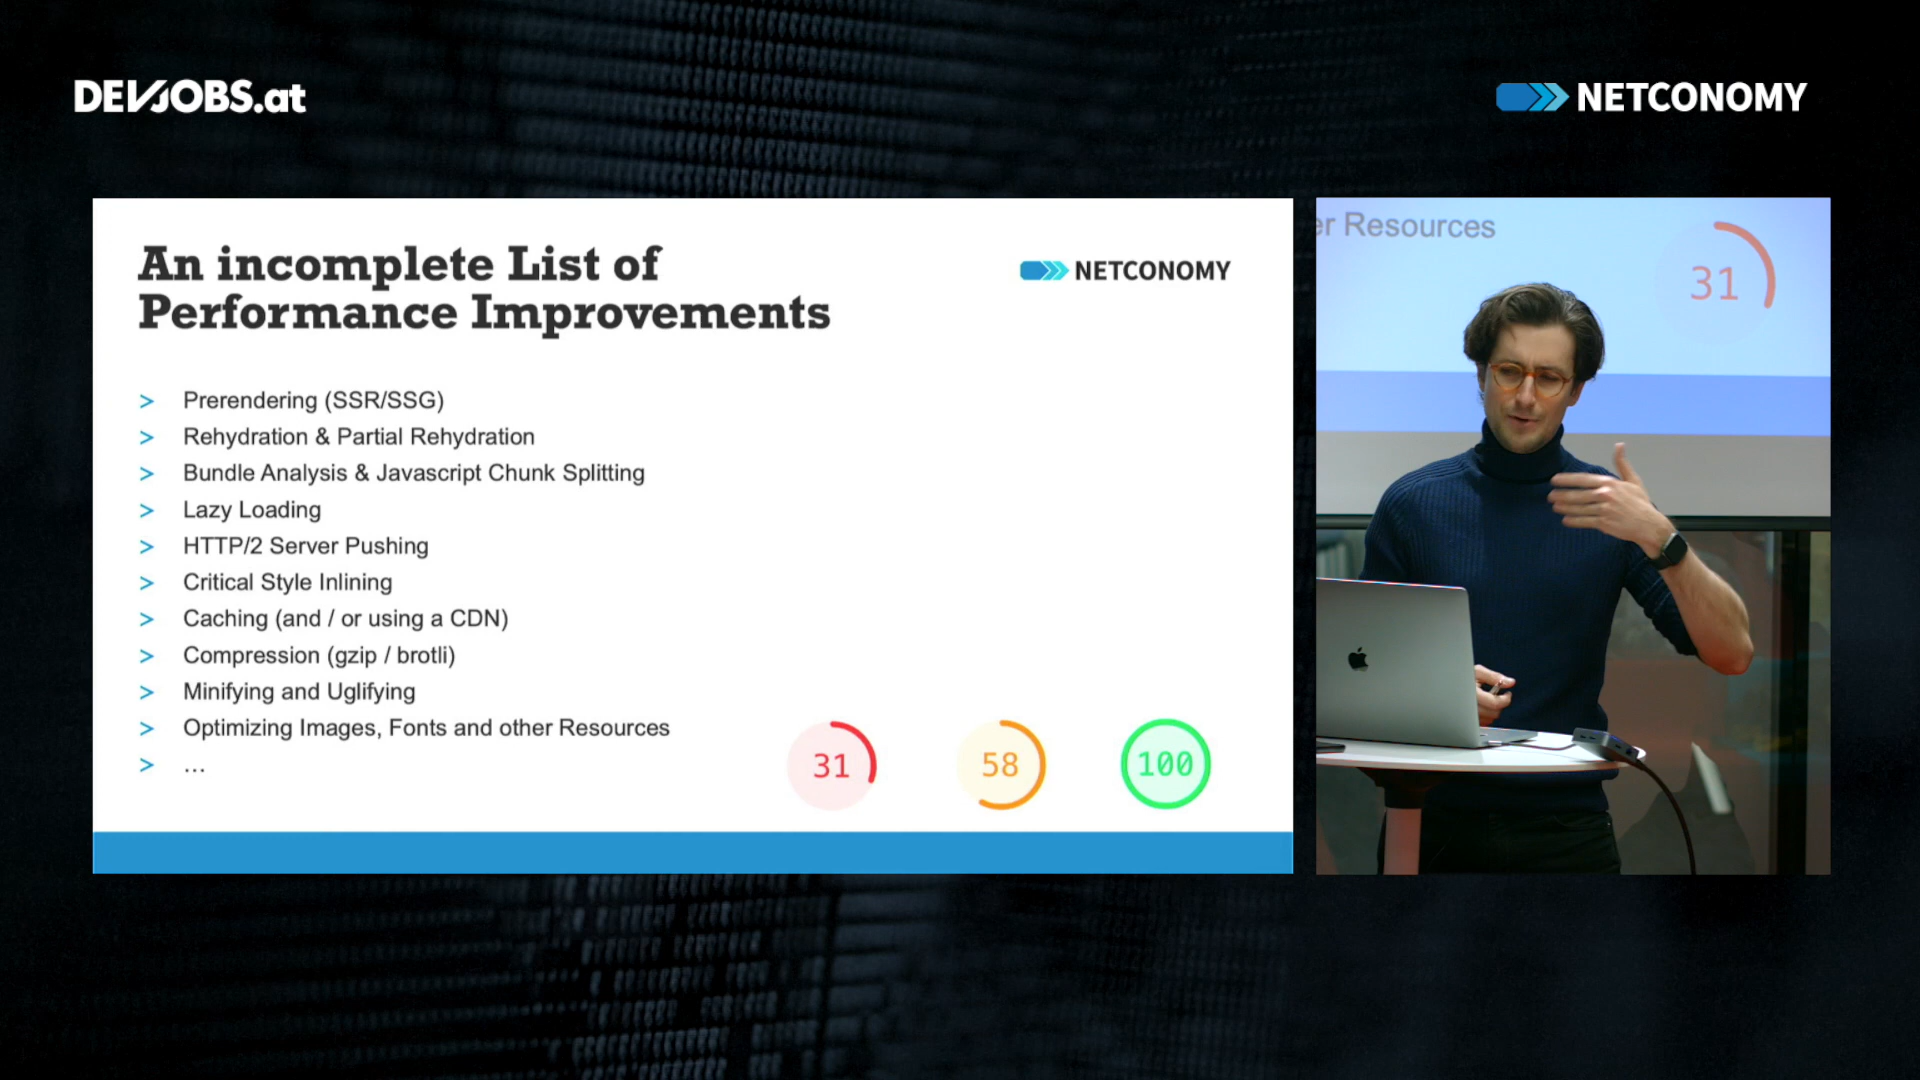 DEVJOBS.at
NETCONOMY
An incomplete List of
Performance Improvements
NETCONOMY
> Prerendering (SSR/SSG)
> Rehydration & Partial Rehydration
> Bundle Analysis & Javascript Chunk Splitting
> Lazy Loading
> HTTP/2 Server Pushing
> Critical Style Inlining
> Caching (and / or using a CDN)
> Compression (gzip / brotli)
> Minifying and Uglifying
> Optimizing Images, Fonts and other Resources
> …
31
58
100
er Resources
31